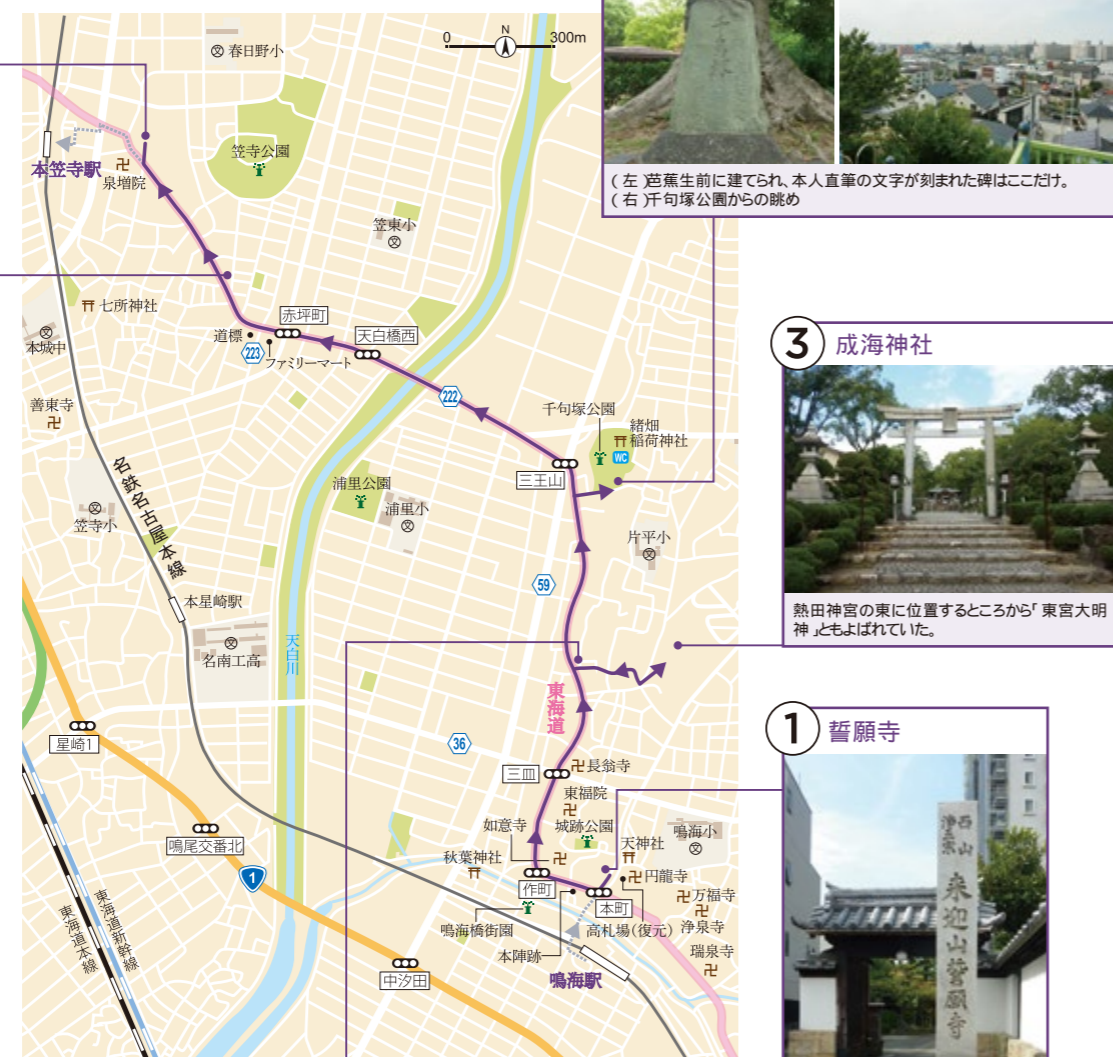 0
N
300m
春日野小
笠寺公園
本笠寺駅
泉増院
笠東小
七所神社
本城中
道標
赤坪町
天白橋西
223
ファミリーマート
222
善東寺
千句塚公園
緒畑
稲荷神社
WC
三王山
名鉄名古屋本線
笠寺小
浦里公園
浦里小
片平小
59
本星崎駅
名南工高
天白川
東海道
36
星崎1
三皿
長翁寺
東福院
如意寺
城跡公園
天神社
鳴海小
鳴尾交番北
秋葉神社
円龍寺
1
作町
本町
万福寺
鳴海橋街園
高札場(復元)
浄泉寺
本陣跡
瑞泉寺
鳴海駅
東海道新幹線
東海道本線
中汐田
(左)芭蕉生前に建てられ、本人直筆の文字が刻まれた碑はここだけ。
(右)千句塚公園からの眺め
3 成海神社
熱田神宮の東に位置するところから「東宮大明
神」ともよばれていた。
1 誓願寺
西山
浄土宗
来迎山誓願寺